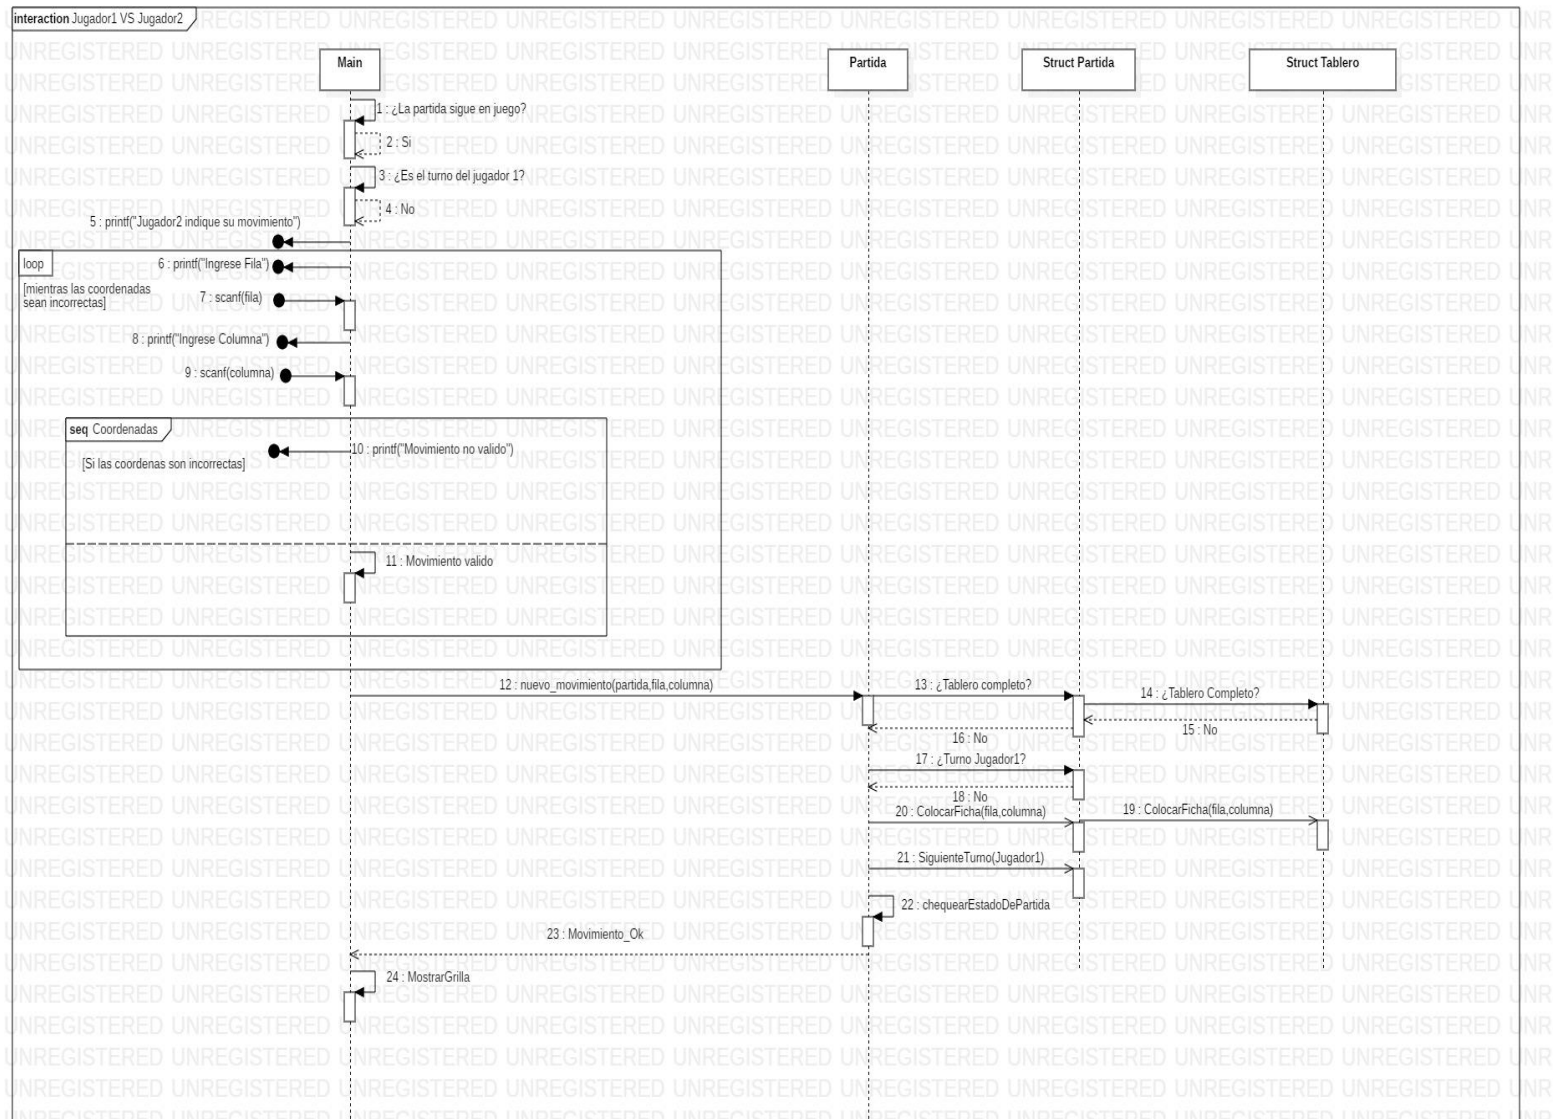 interaction Jugador1 VS Jugador2
Main
Partida
Struct Partida
Struct Tablero
1 : ¿La partida sigue en juego?
2 : Si
3 : ¿Es el turno del jugador 1?
4 : No
5 : printf("Jugador2 indique su movimiento")
loop
6 : printf("Ingrese Fila")
[mientras las coordenadas
sean incorrectas]
7 : scanf(fila)
8 : printf("Ingrese Columna")
9 : scanf(columna)
seq Coordenadas
10 : printf("Movimiento no valido")
[Si las coordenas son incorrectas]
11 : Movimiento valido
12 : nuevo_movimiento(partida,fila,columna)
13 : ¿Tablero completo?
14 : ¿Tablero Completo?
15 : No
16 : No
17 : ¿Turno Jugador1?
18 : No
20 : ColocarFicha(fila,columna)
19 : ColocarFicha(fila,columna)
21 : SiguienteTurno(Jugador1)
22 : chequearEstadoDePartida
23 : Movimiento_Ok
24 : MostrarGrilla
UNREGISTERED